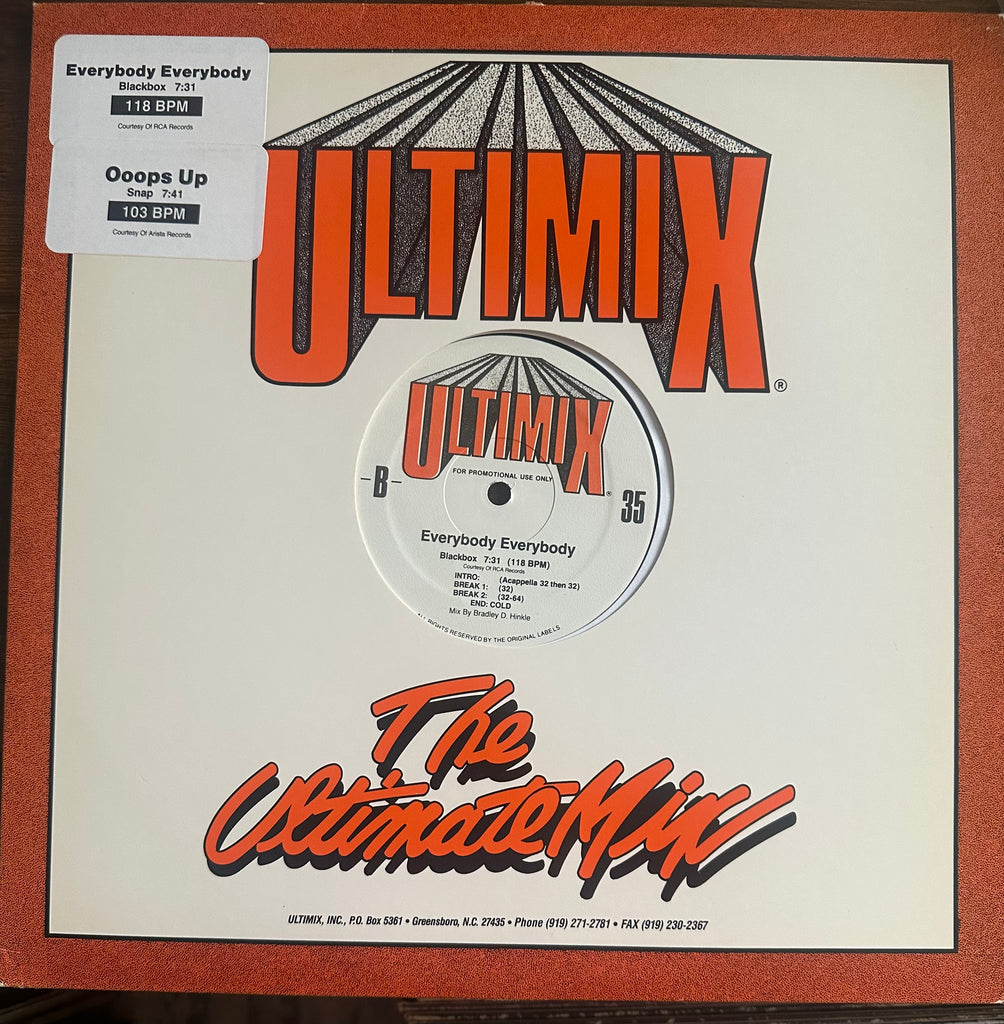 Everybody Everybody
Blackbox 7:31
118 BPM
Courtesy Of RCA Records
Ooops Up
Snap 7:41
103 BPM
Courtesy Of Arista Records
ULTIMIX
®
ULTIMIX
®
FOR PROMOTIONAL USE ONLY
-B-
35
Everybody Everybody
Blackbox 7:31 (118 BPM)
Courtesy Of RCA Records
INTRO: (Acappella 32 then 32)
BREAK 1: (32)
BREAK 2: (32-64)
END: COLD
Mix By Bradley D. Hinkle
ALL RIGHTS RESERVED BY THE ORIGINAL LABELS
The
Ultimate Mix
ULTIMIX, INC., P.O. Box 5361 • Greensboro, N.C. 27435 • Phone (919) 271-2781 • FAX (919) 230-2367